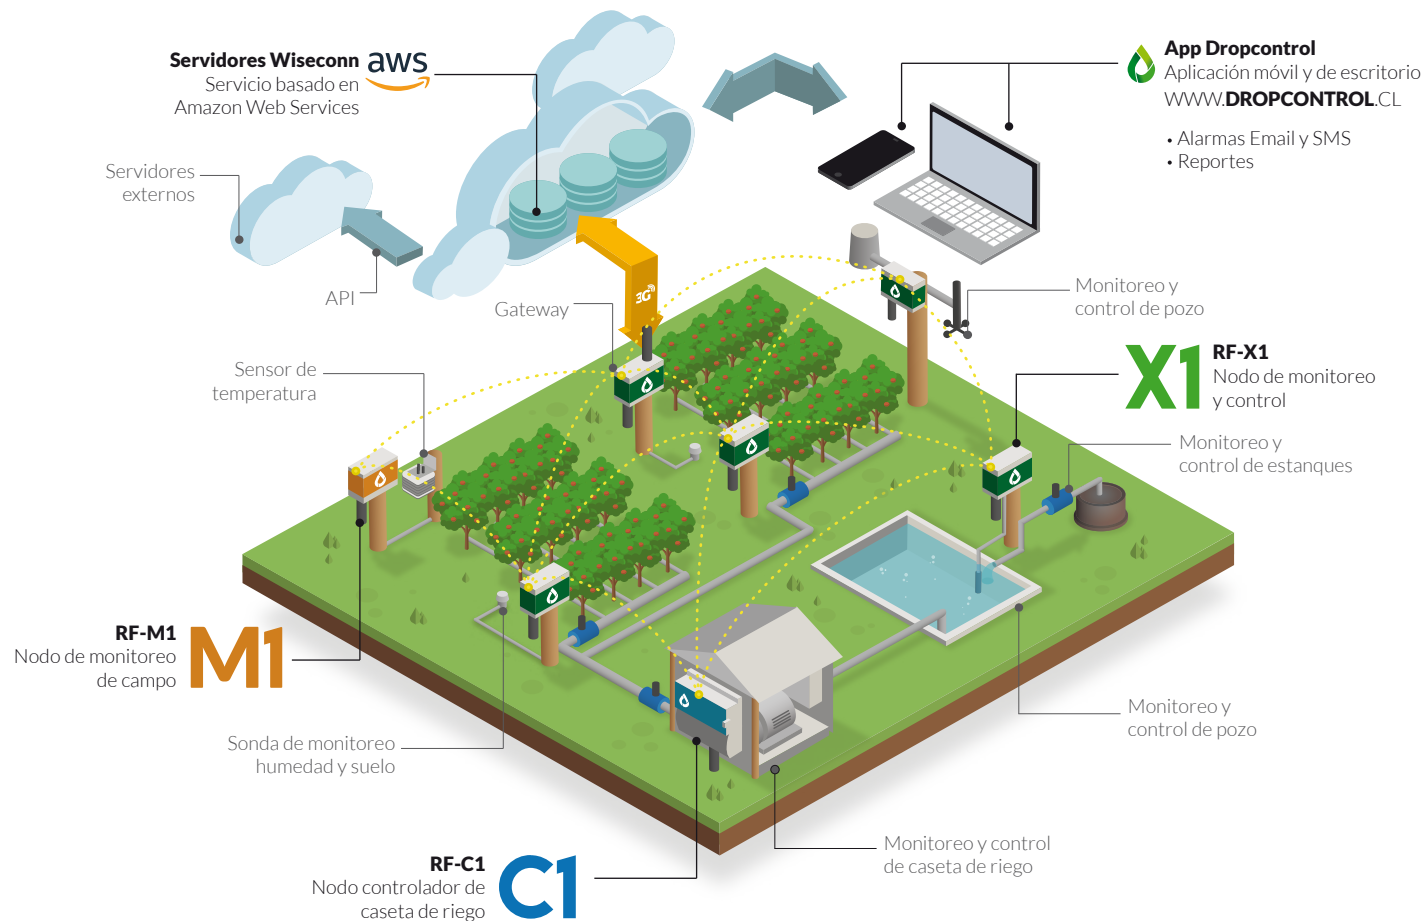 Servidores Wiseconn
Servicio basado en
Amazon Web Services
aws
App Dropcontrol
Aplicación móvil y de escritorio
WWW.DROPCONTROL.CL
• Alarmas Email y SMS
• Reportes
Servidores
externos
API
Gateway
3G
Monitoreo y
control de pozo
Sensor de
temperatura
X1
RF-X1
Nodo de monitoreo
y control
Monitoreo y
control de estanques
RF-M1
Nodo de monitoreo
de campo
M1
Sonda de monitoreo
humedad y suelo
Monitoreo y
control de pozo
Monitoreo y control
de caseta de riego
RF-C1
Nodo controlador de
caseta de riego
C1